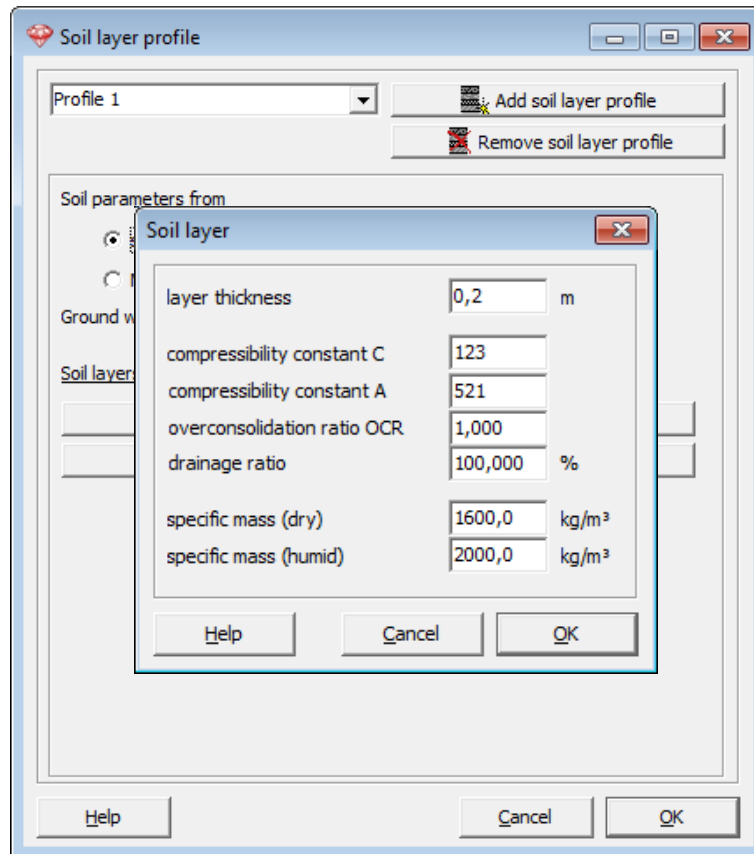 Soil layer profile
Profile 1
Add soil layer profile
Remove soil layer profile
Soil parameters from
Soil layer
Ground
Soil layers
layer thickness 0,2 m
compressibility constant C 123
compressibility constant A 521
overconsolidation ratio OCR 1,000
drainage ratio 100,000 %
specific mass (dry) 1600,0 kg/m³
specific mass (humid) 2000,0 kg/m³
Help Cancel OK
Help Cancel OK